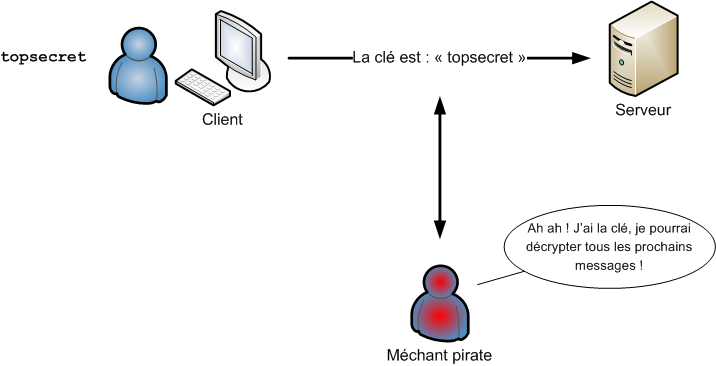 topsecret
La clé est : « topsecret »
Client
Serveur
Ah ah ! J'ai la clé, je pourrai
décrypter tous les prochains
messages !
Méchant pirate